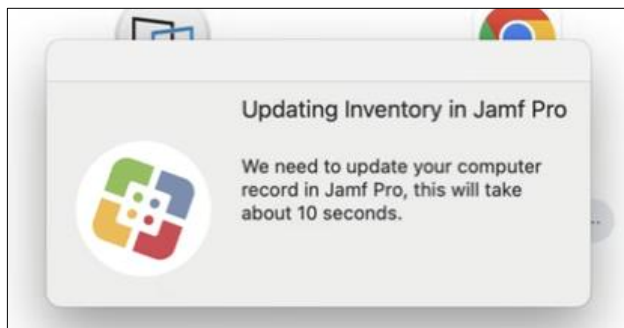 Updating Inventory in Jamf Pro
We need to update your computer
record in Jamf Pro, this will take
about 10 seconds.